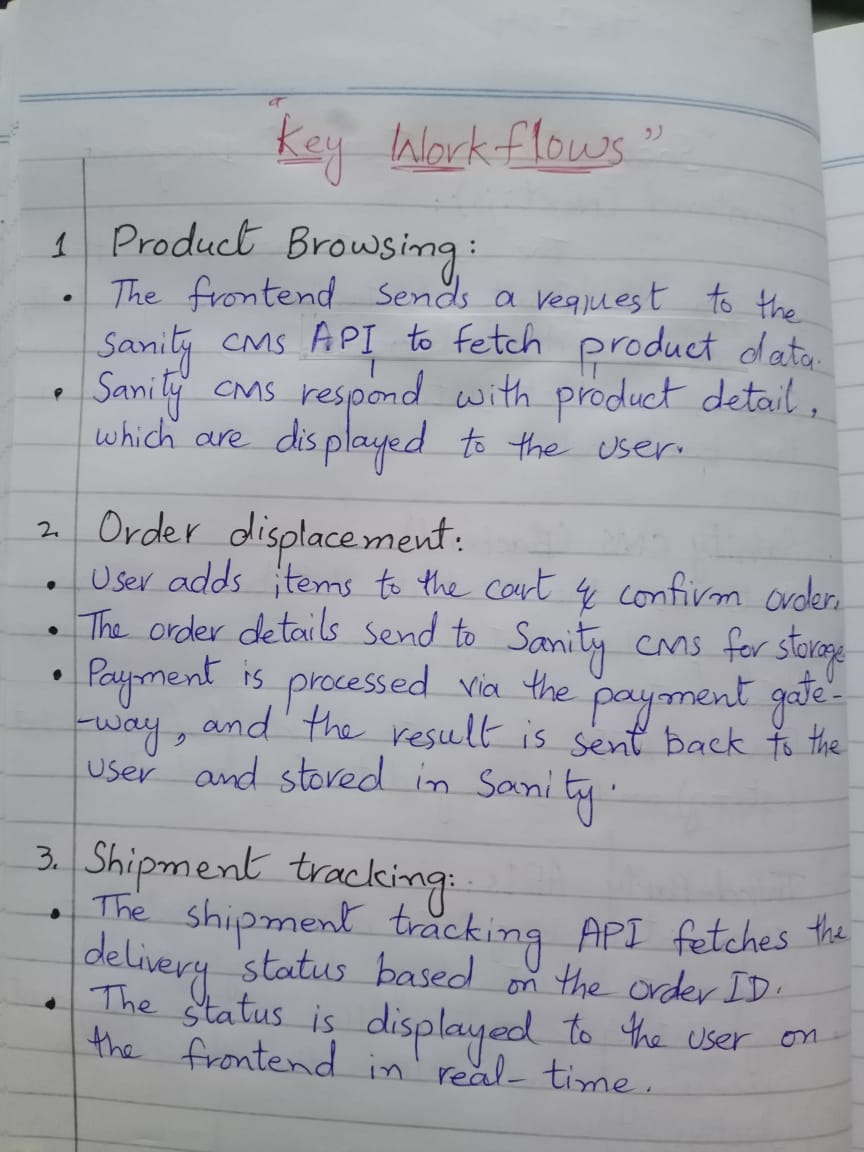 "Key Workflows"
1 Product Browsing:
• The frontend sends a request to the
sanity CMS API to fetch product data.
• Sanity CMS respond with product detail,
which are displayed to the user.
2. Order displacement:
• User adds items to the cart & confirm order.
• The order details send to Sanity CMS for storage
• Payment is processed via the payment gate-
-way, and the result is sent back to the
user and stored in Sanity.
3. Shipment tracking:
• The shipment tracking API fetches the
delivery status based on the order ID.
• The status is displayed to the user on
the frontend in real-time.